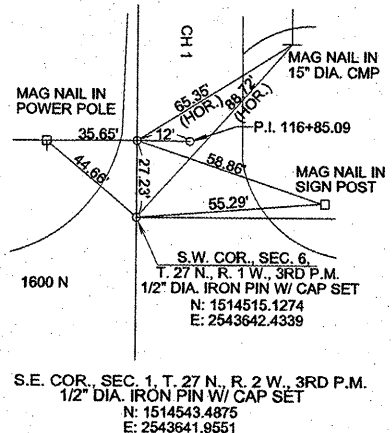 CH 1
MAG NAIL IN
15" DIA. CMP
MAG NAIL IN
POWER POLE
65.35'
(HOR.)
88.72'
(HOR.)
35.65'
12'
P.I. 116+85.09
44.66'
27.23'
58.86'
MAG NAIL IN
SIGN POST
55.29'
S.W. COR., SEC. 6,
T. 27 N., R. 1 W., 3RD P.M.
1/2" DIA. IRON PIN W/ CAP SET
N: 1514515.1274
E: 2543642.4339
1600 N
S.E. COR., SEC. 1, T. 27 N., R. 2 W., 3RD P.M.
1/2" DIA. IRON PIN W/ CAP SET
N: 1514543.4875
E: 2543641.9551